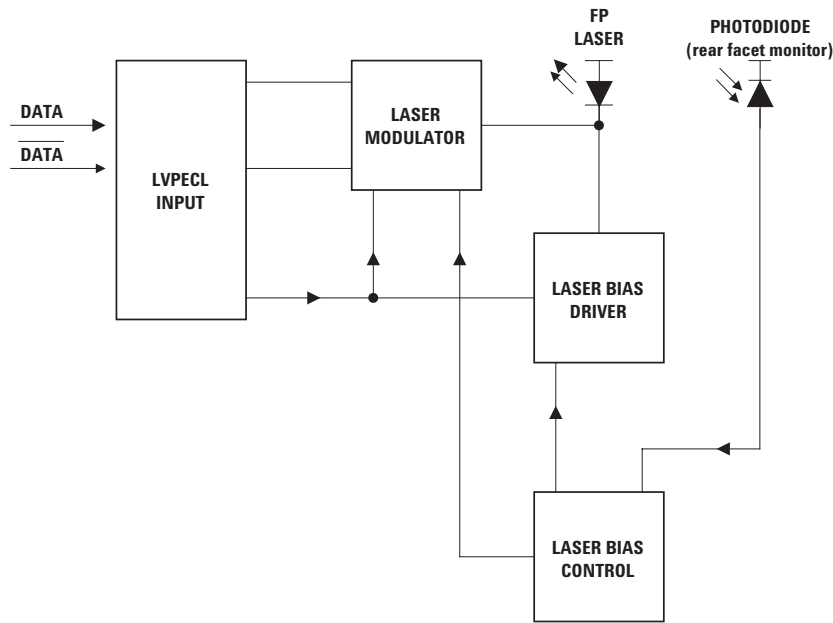 FP
LASER
PHOTODIODE
(rear facet monitor)
DATA
DATA
LVPECL
INPUT
LASER
MODULATOR
LASER BIAS
DRIVER
LASER BIAS
CONTROL